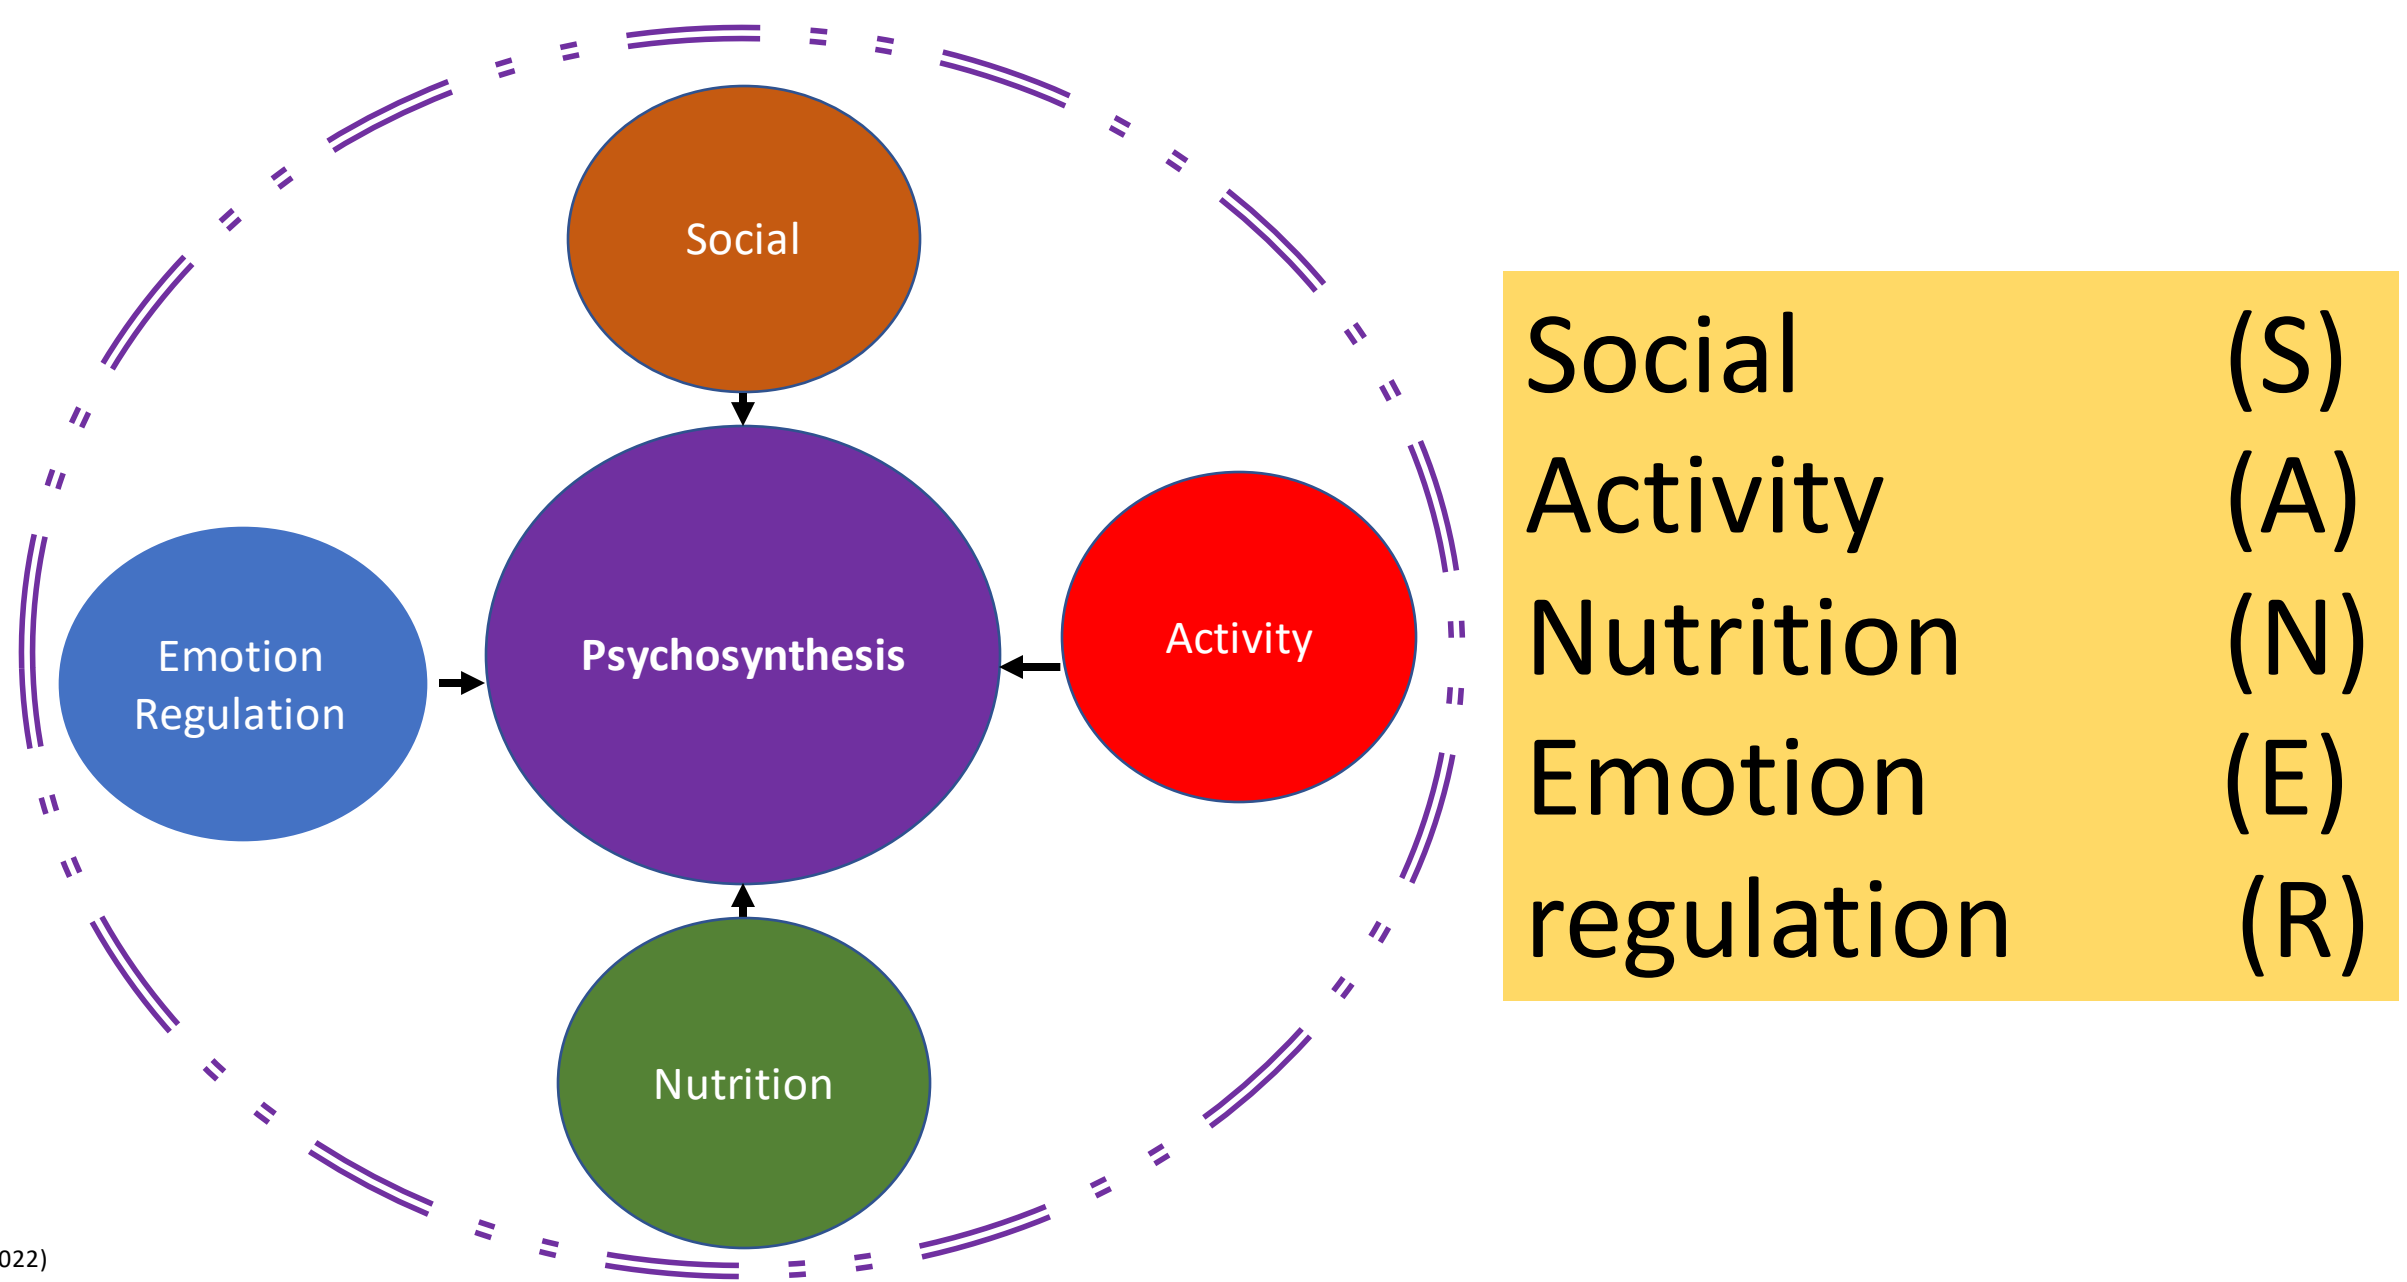 Social
Emotion
Regulation
Psychosynthesis
Activity
Nutrition
Social (S)
Activity (A)
Nutrition (N)
Emotion (E)
regulation (R)
022)